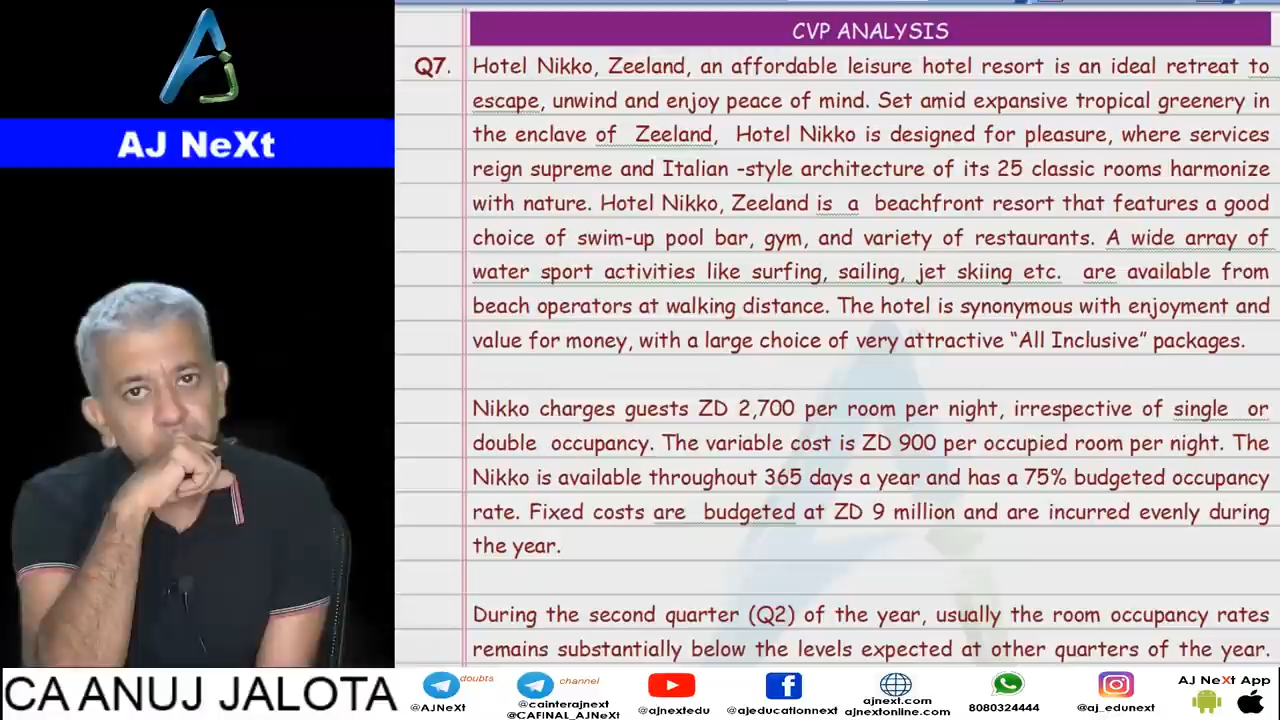 CVP ANALYSIS
Q7. Hotel Nikko, Zeeland, an affordable leisure hotel resort is an ideal retreat to
escape, unwind and enjoy peace of mind. Set amid expansive tropical greenery in
the enclave of Zeeland, Hotel Nikko is designed for pleasure, where services
reign supreme and Italian -style architecture of its 25 classic rooms harmonize
with nature. Hotel Nikko, Zeeland is a beachfront resort that features a good
choice of swim-up pool bar, gym, and variety of restaurants. A wide array of
water sport activities like surfing, sailing, jet skiing etc. are available from
beach operators at walking distance. The hotel is synonymous with enjoyment and
value for money, with a large choice of very attractive “All Inclusive” packages.
Nikko charges guests ZD 2,700 per room per night, irrespective of single or
double occupancy. The variable cost is ZD 900 per occupied room per night. The
Nikko is available throughout 365 days a year and has a 75% budgeted occupancy
rate. Fixed costs are budgeted at ZD 9 million and are incurred evenly during
the year.
During the second quarter (Q2) of the year, usually the room occupancy rates
remains substantially below the levels expected at other quarters of the year.
AJ
AJ NeXt
CA ANUJ JALOTA
doubts
@AJNeXt
channel
@cainterajnext
@CAFINAL_AJNeXt
@ajnextedu
@ajeducationnext
ajnext.com
ajnextonline.com
8080324444
@aj_edunext
AJ NeXt App